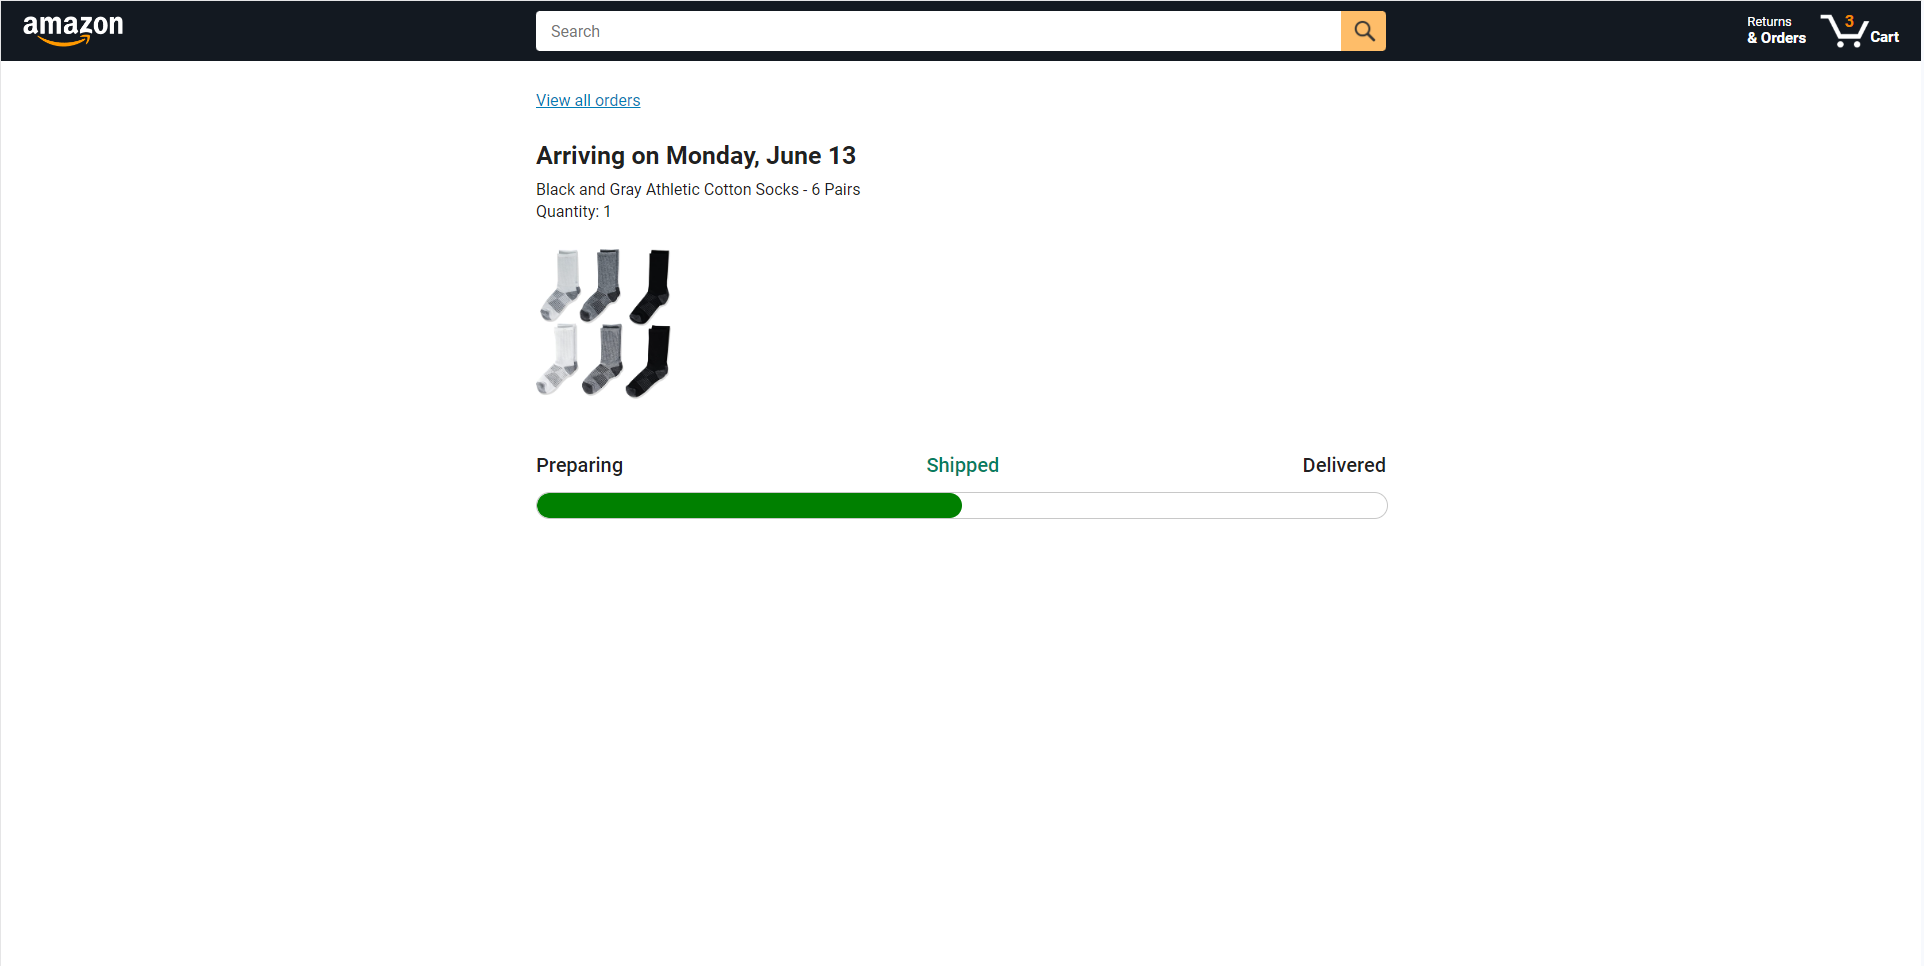 amazon
Search
Returns
& Orders
3
Cart
View all orders
Arriving on Monday, June 13
Black and Gray Athletic Cotton Socks - 6 Pairs
Quantity: 1
Preparing
Shipped
Delivered